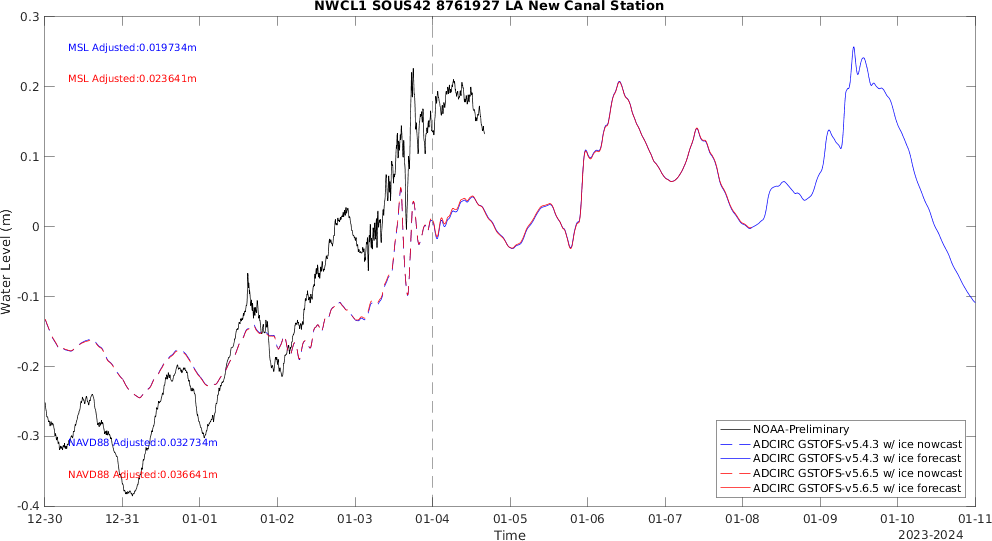 NWCL1 SOUS42 8761927 LA New Canal Station
0.3
0.2
0.1
0
-0.1
-0.2
-0.3
-0.4
Water Level (m)
MSL Adjusted:0.019734m
MSL Adjusted:0.023641m
NAVD88 Adjusted:0.032734m
NAVD88 Adjusted:0.036641m
NOAA-Preliminary
ADCIRC GSTOFS-v5.4.3 w/ ice nowcast
ADCIRC GSTOFS-v5.4.3 w/ ice forecast
ADCIRC GSTOFS-v5.6.5 w/ ice nowcast
ADCIRC GSTOFS-v5.6.5 w/ ice forecast
12-30 12-31 01-01 01-02 01-03 01-04 01-05 01-06 01-07 01-08 01-09 01-10 01-11
Time
2023-2024